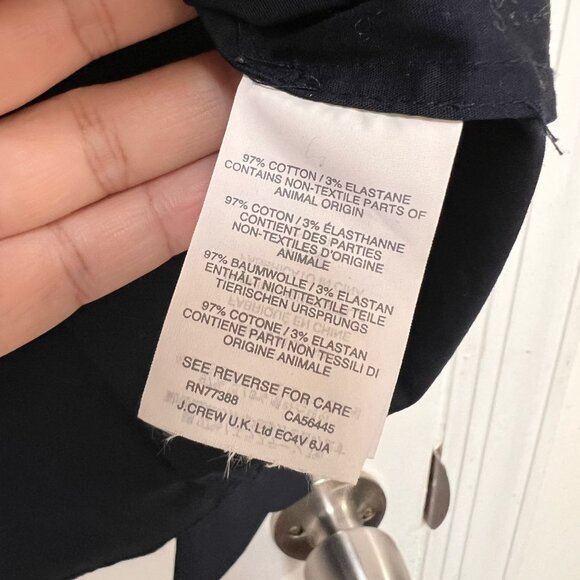 97% COTTON / 3% ELASTANE
CONTAINS NON-TEXTILE PARTS OF
ANIMAL ORIGIN
97% COTON / 3% ÉLASTHANNE
CONTIENT DES PARTIES
NON-TEXTILES D'ORIGINE
ANIMALE
97% BAUMWOLLE / 3% ELASTAN
ENTHÄLT NICHTTEXTILE TEILE
TIERISCHEN URSPRUNGS
97% COTONE / 3% ELASTAN
CONTIENE PARTI NON TESSILI DI
ORIGINE ANIMALE
SEE REVERSE FOR CARE
RN77388 CA56445
J.CREW U.K. Ltd EC4V 6JA